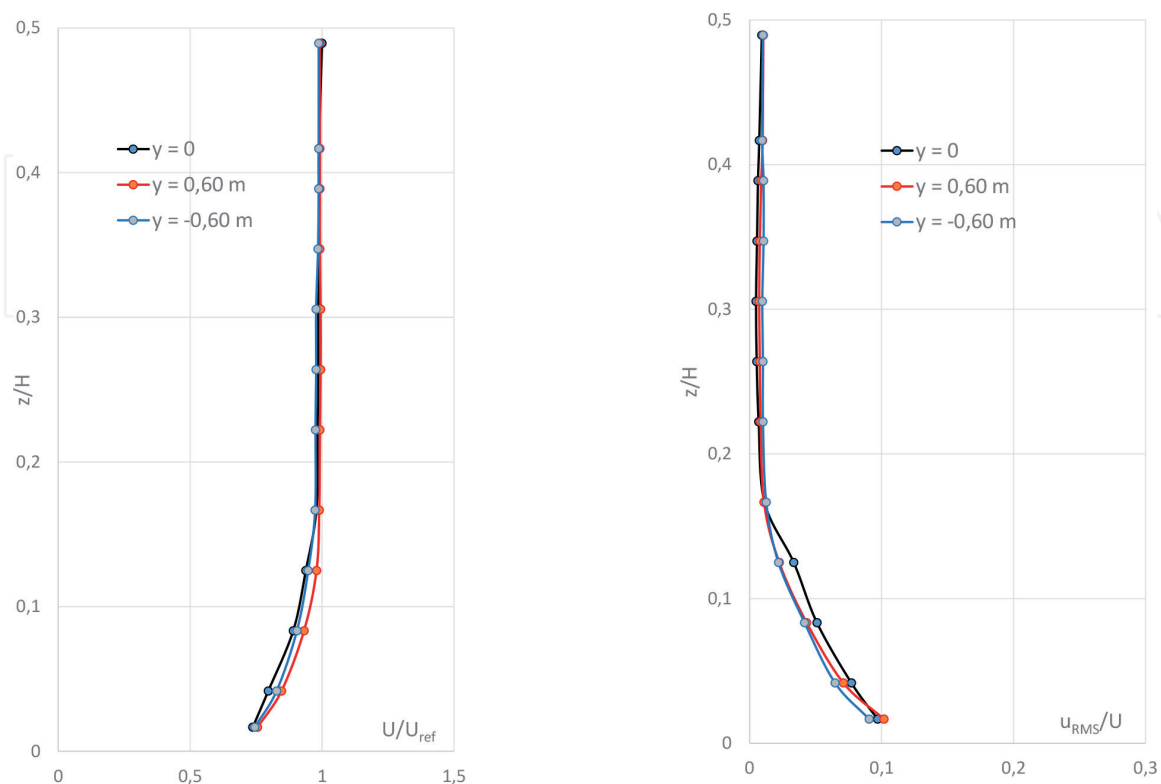 0,5
y = 0
0,4
y = 0,60 m
y = -0,60 m
0,3
z/H
0,2
0,1
U/Uref
0
0 0,5 1 1,5
0,5
y = 0
0,4
y = 0,60 m
y = -0,60 m
0,3
z/H
0,2
0,1
uRMS/U
0
0 0,1 0,2 0,3